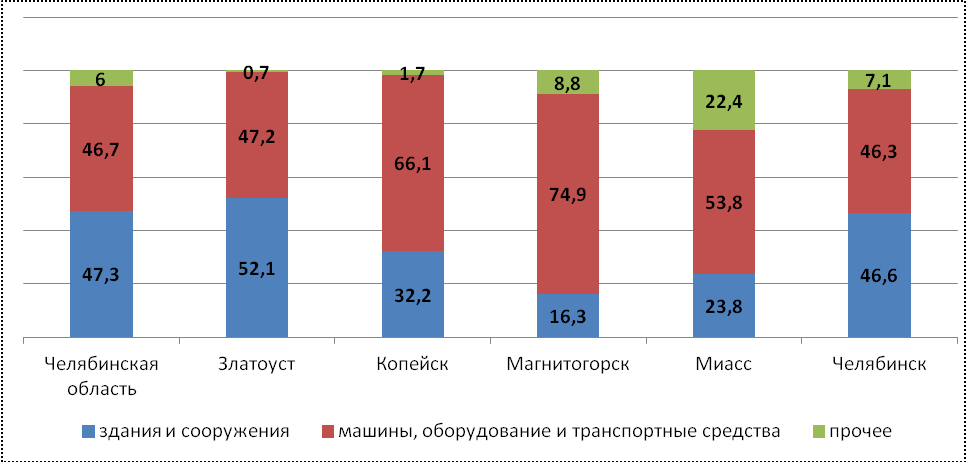 6 0,7 1,7 8,8 22,4 7,1
46,7 47,2 66,1 74,9 53,8 46,3
47,3 52,1 32,2 16,3 23,8 46,6
Челябинская область Златоуст Копейск Магнитогорск Миасс Челябинск
здания и сооружения машины, оборудование и транспортные средства прочее